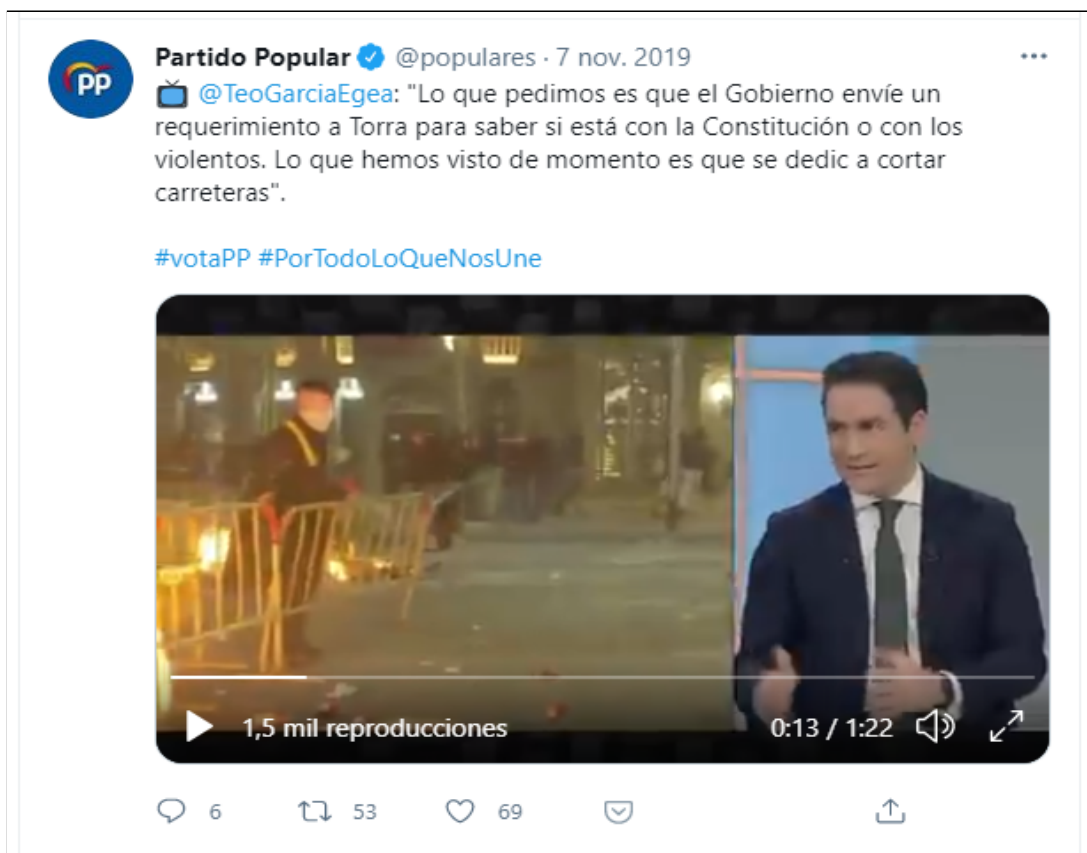 PP
Partido Popular @populares · 7 nov. 2019
@TeoGarciaEgea: "Lo que pedimos es que el Gobierno envíe un
requerimiento a Torra para saber si está con la Constitución o con los
violentos. Lo que hemos visto de momento es que se dedic a cortar
carreteras".
#votaPP #PorTodoLoQueNosUne
1,5 mil reproducciones
0:13 / 1:22
6
53
69